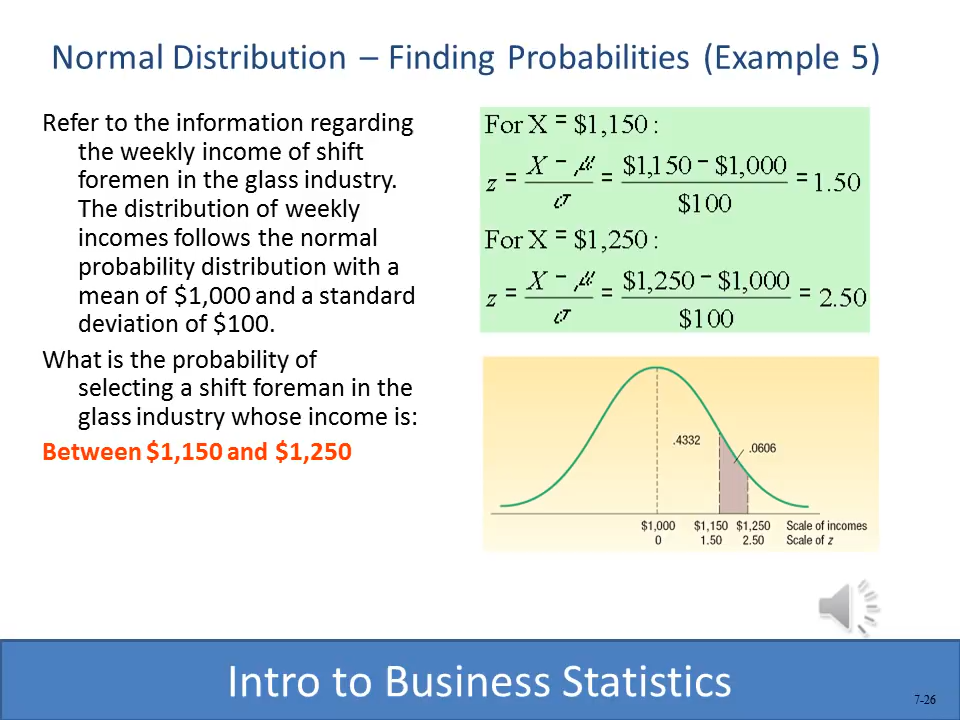 Normal Distribution – Finding Probabilities (Example 5)
Refer to the information regarding
the weekly income of shift
foremen in the glass industry.
The distribution of weekly
incomes follows the normal
probability distribution with a
mean of $1,000 and a standard
deviation of $100.
What is the probability of
selecting a shift foreman in the
glass industry whose income is:
Between $1,150 and $1,250
For X = $1,150 :
z = (X − μ)/σ = ($1,150 − $1,000)/$100 = 1.50
For X = $1,250 :
z = (X − μ)/σ = ($1,250 − $1,000)/$100 = 2.50
.4332
.0606
$1,000 $1,150 $1,250 Scale of incomes
0 1.50 2.50 Scale of z
Intro to Business Statistics
7-26